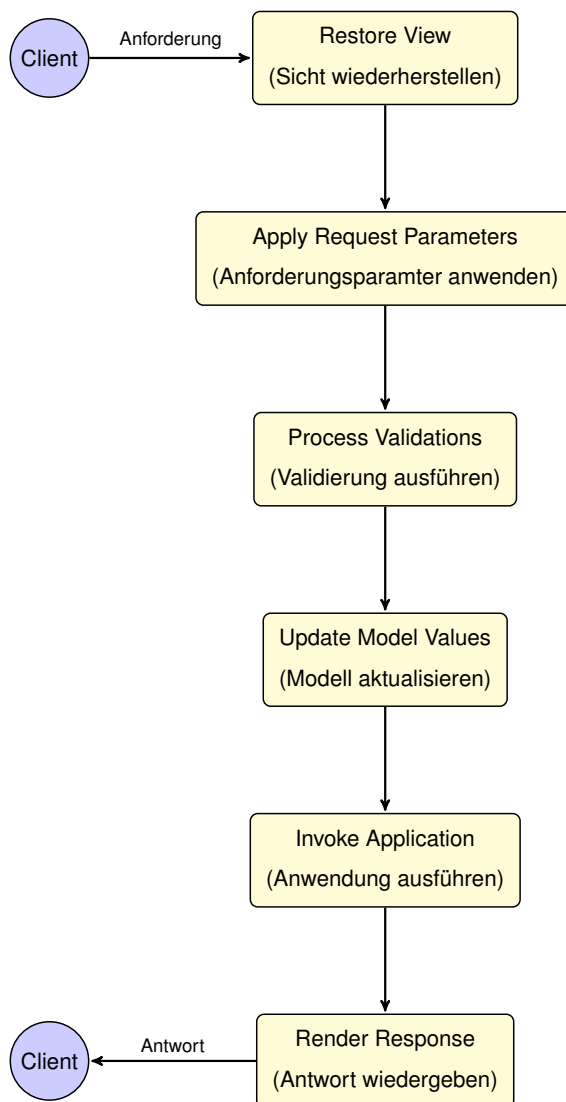 Client
Anforderung
Restore View
(Sicht wiederherstellen)
Apply Request Parameters
(Anforderungsparamter anwenden)
Process Validations
(Validierung ausführen)
Update Model Values
(Modell aktualisieren)
Invoke Application
(Anwendung ausführen)
Client
Antwort
Render Response
(Antwort wiedergeben)